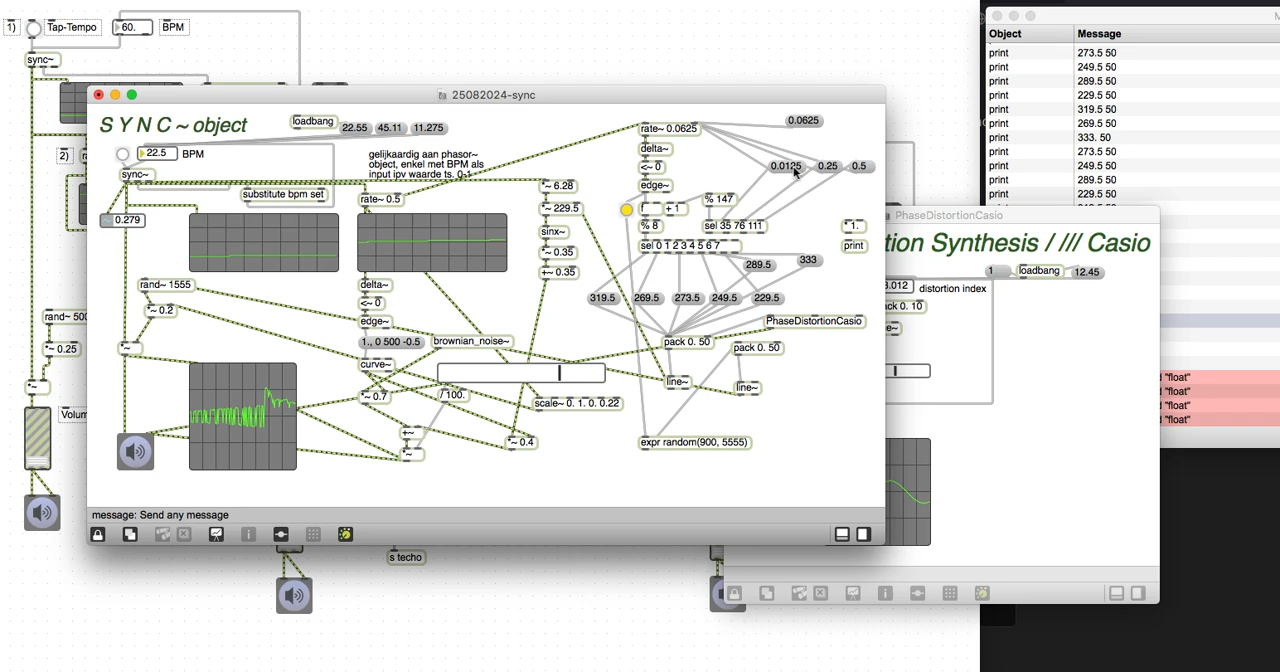 1)
Tap-Tempo
60.
BPM
sync~
25082024-sync
S Y N C ~ object
loadbang
22.55
45.11
11.275
22.5
BPM
2)
sync~
gelijkaardig aan phasor~
object, enkel met BPM als
input ipv waarde ts. 0-1
substitute bpm set
rate~ 0.5
0.279
rate~ 0.0625
0.0625
delta~
<~ 0
edge~
0.0125
0.25
0.5
*~ 6.28
*~ 229.5
sinx~
*~ 0.35
+~ 0.35
+ 1
% 147
% 8
sel 35 76 111
sel 0 1 2 3 4 5 6 7
* 1.
print
289.5
333
319.5
269.5
273.5
249.5
229.5
rand~ 1555
*~ 0.2
*~
delta~
<~ 0
edge~
1., 0 500 -0.5
brownian_noise~
curve~
*~ 0.7
/ 100.
scale~ 0. 1. 0. 0.22
+~
*~
*~ 0.4
PhaseDistortionCasio
pack 0. 50
pack 0. 50
line~
line~
expr random(900, 5555)
rand~ 500
*~ 0.25
*~
Volum
message: Send any message
s techo
PhaseDistortionCasio
tion Synthesis / /// Casio
1
loadbang
12.45
.012
distortion index
ck 0. 10
e~
Object
Message
print
273.5 50
print
249.5 50
print
289.5 50
print
229.5 50
print
319.5 50
print
269.5 50
print
333. 50
print
273.5 50
print
249.5 50
print
289.5 50
print
229.5 50
"float"
"float"
"float"
"float"